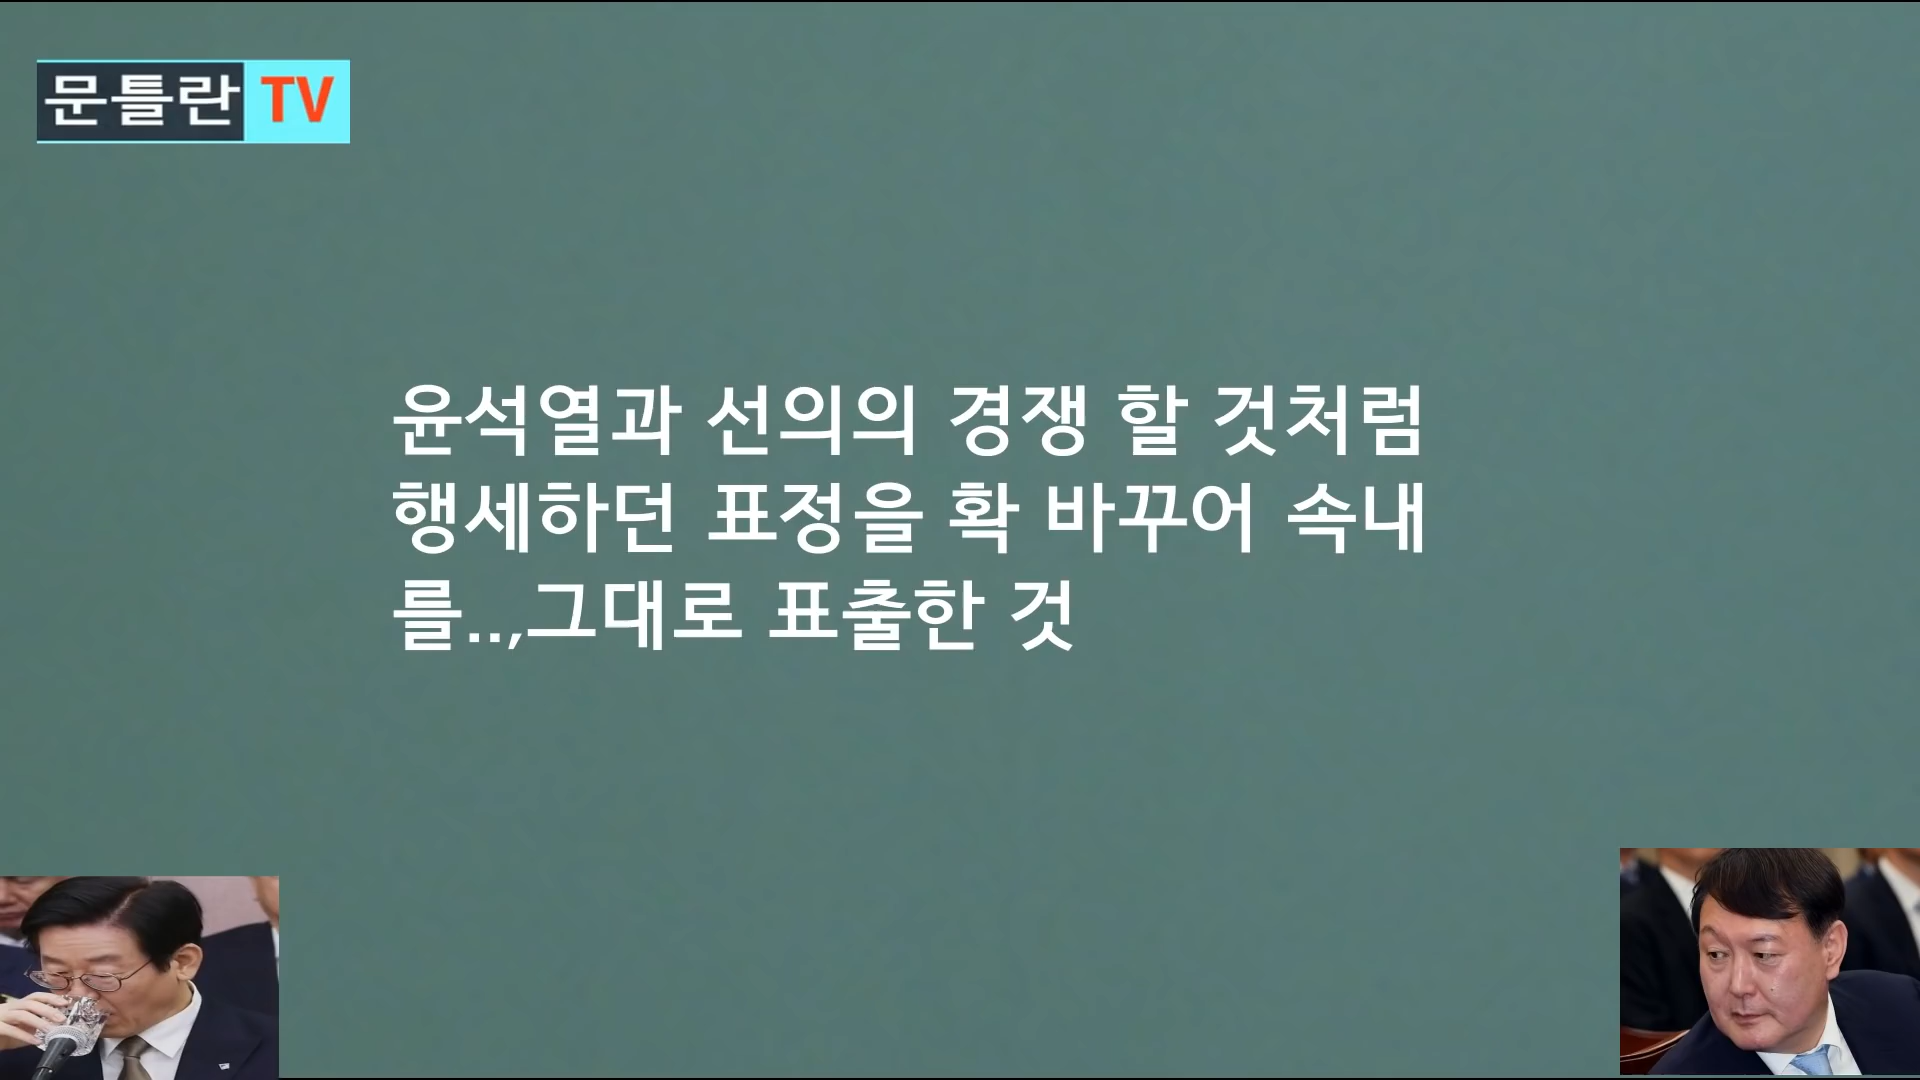 문틀란 TV
윤석열과 선의의 경쟁 할 것처럼
행세하던 표정을 확 바꾸어 속내
를..,그대로 표출한 것